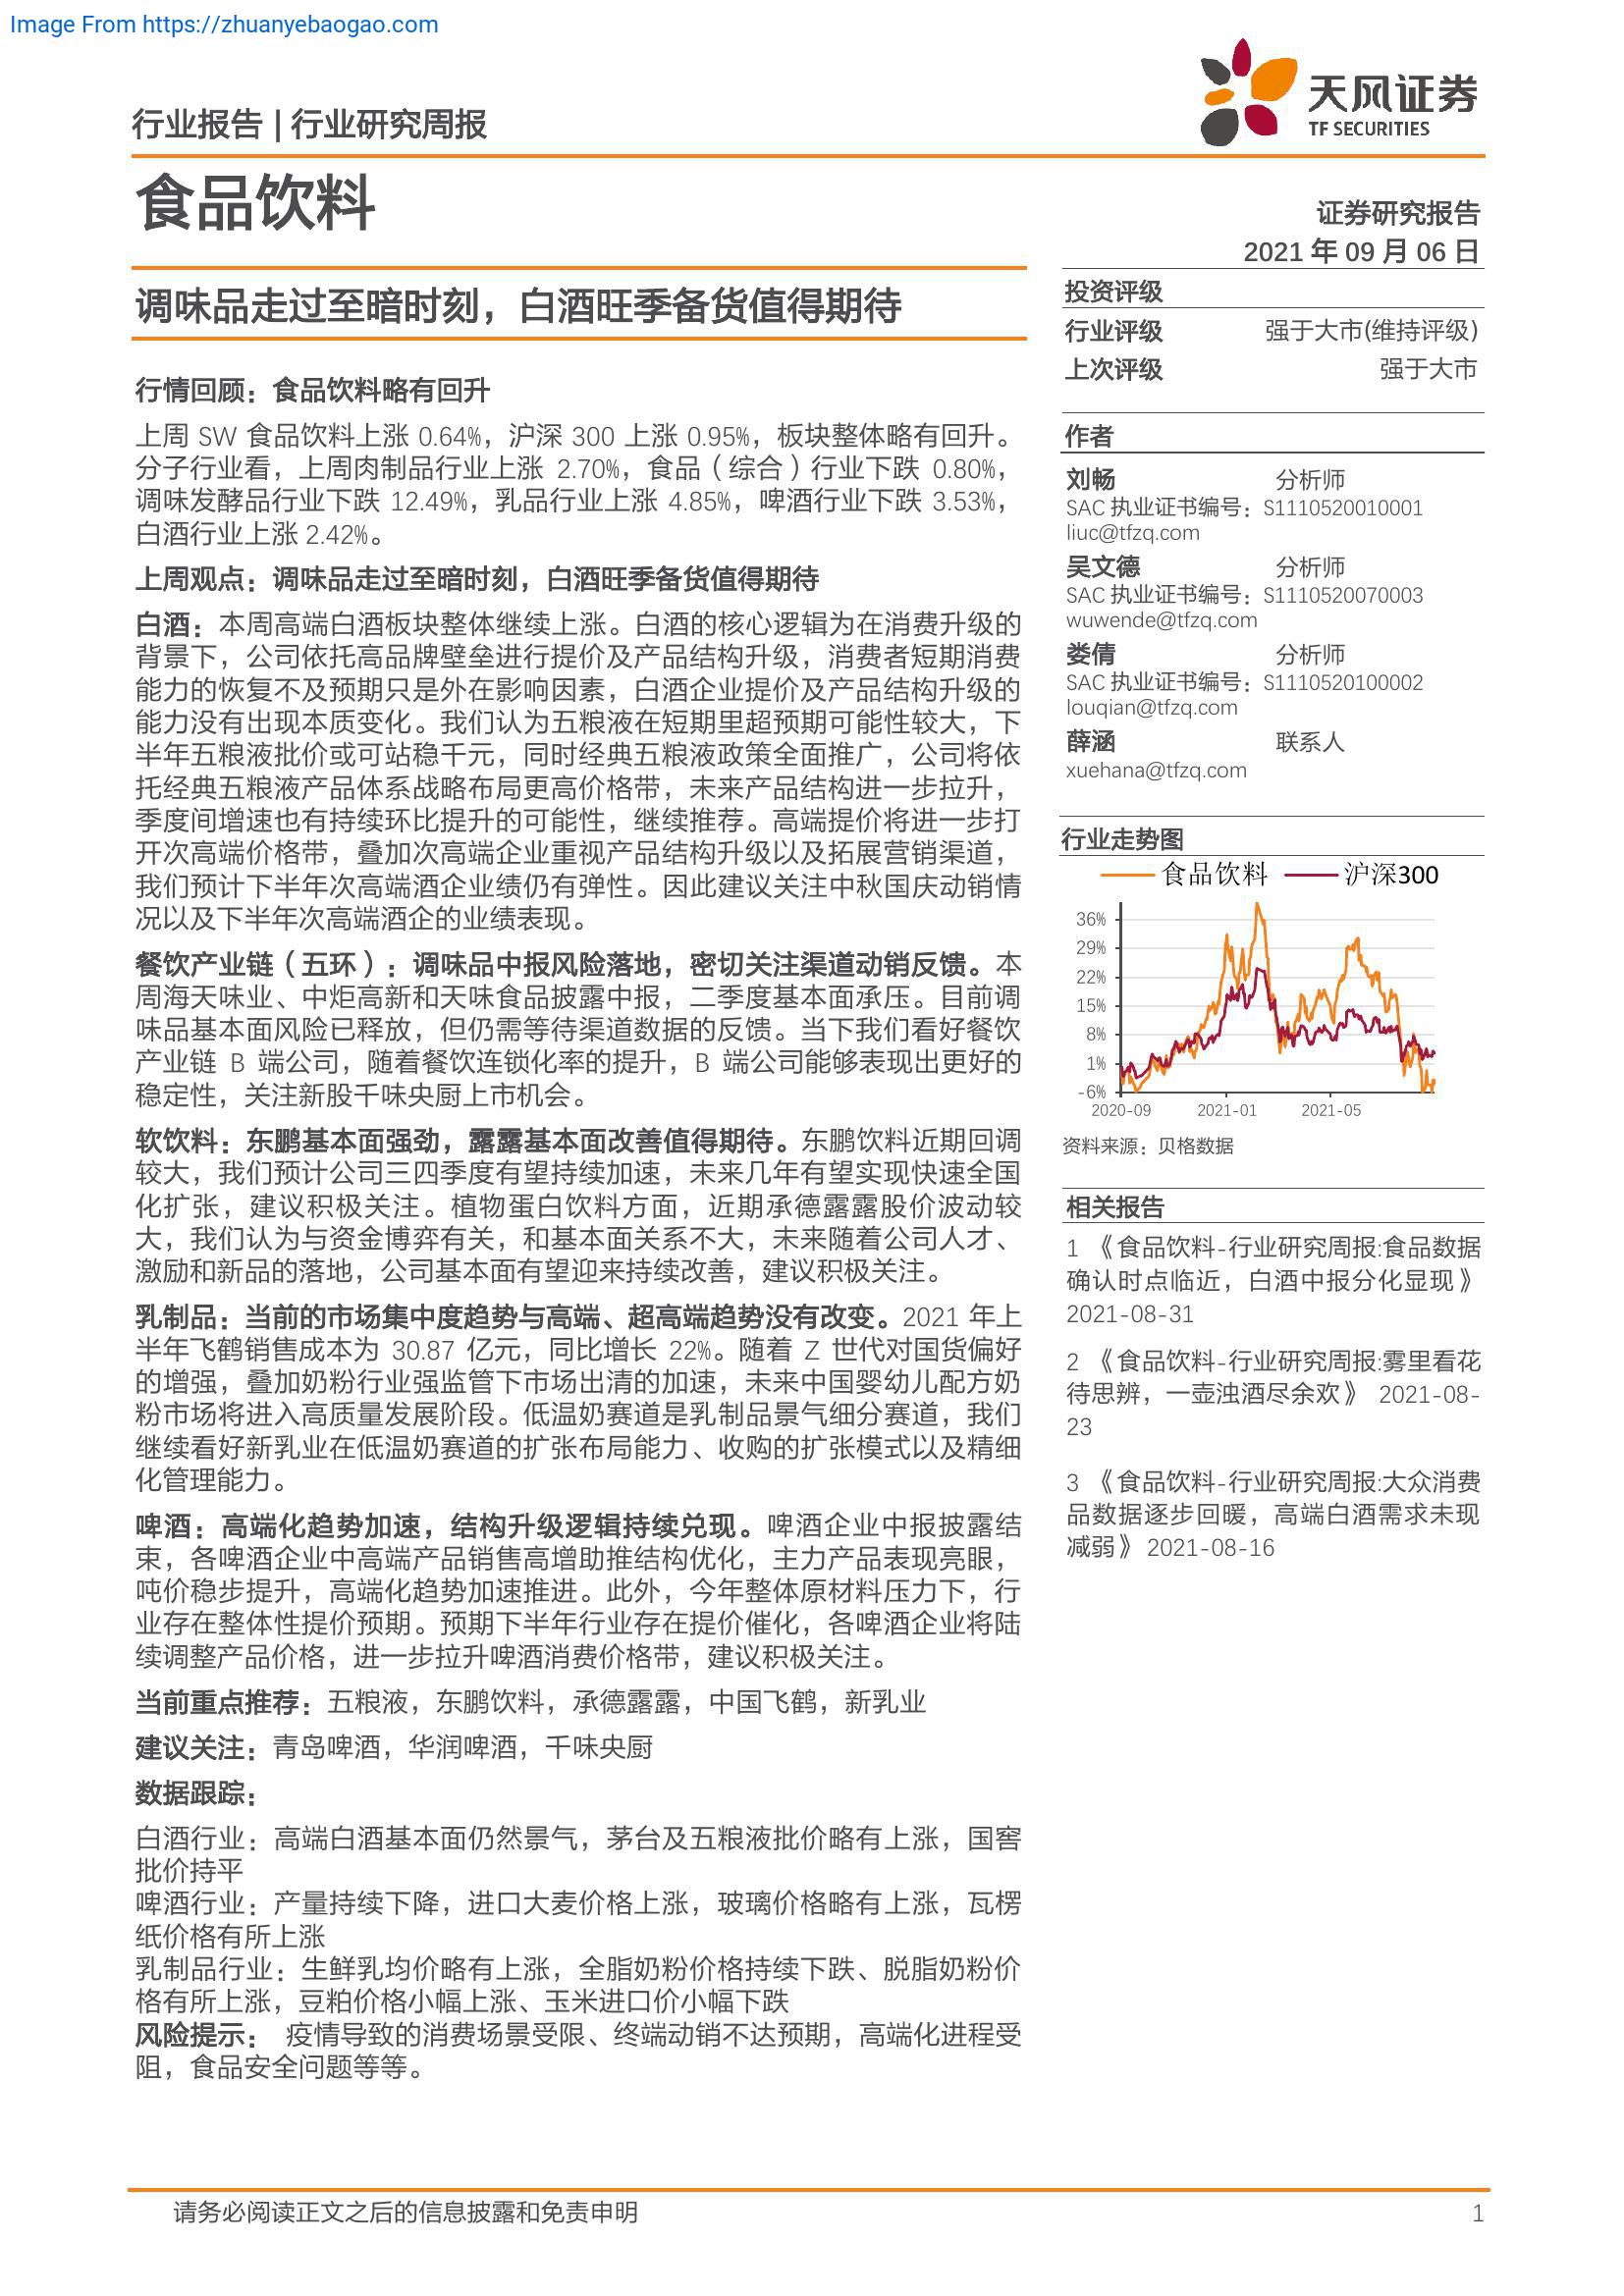 Image From https://zhuanyebaogao.com
行业报告 | 行业研究周报
天风证券
TF SECURITIES
食品饮料
证券研究报告
2021 年 09 月 06 日
调味品走过至暗时刻，白酒旺季备货值得期待
行情回顾：食品饮料略有回升
上周 SW 食品饮料上涨 0.64%，沪深 300 上涨 0.95%，板块整体略有回升。
分子行业看，上周肉制品行业上涨 2.70%，食品（综合）行业下跌 0.80%，
调味发酵品行业下跌 12.49%，乳品行业上涨 4.85%，啤酒行业下跌 3.53%，
白酒行业上涨 2.42%。
上周观点：调味品走过至暗时刻，白酒旺季备货值得期待
白酒：本周高端白酒板块整体继续上涨。白酒的核心逻辑为在消费升级的
背景下，公司依托高品牌壁垒进行提价及产品结构升级，消费者短期消费
能力的恢复不及预期只是外在影响因素，白酒企业提价及产品结构升级的
能力没有出现本质变化。我们认为五粮液在短期里超预期可能性较大，下
半年五粮液批价或可站稳千元，同时经典五粮液政策全面推广，公司将依
托经典五粮液产品体系战略布局更高价格带，未来产品结构进一步拉升，
季度间增速也有持续环比提升的可能性，继续推荐。高端提价将进一步打
开次高端价格带，叠加次高端企业重视产品结构升级以及拓展营销渠道，
我们预计下半年次高端酒企业绩仍有弹性。因此建议关注中秋国庆动销情
况以及下半年次高端酒企的业绩表现。
餐饮产业链（五环）：调味品中报风险落地，密切关注渠道动销反馈。本
周海天味业、中炬高新和天味食品披露中报，二季度基本面承压。目前调
味品基本面风险已释放，但仍需等待渠道数据的反馈。当下我们看好餐饮
产业链 B 端公司，随着餐饮连锁化率的提升，B 端公司能够表现出更好的
稳定性，关注新股千味央厨上市机会。
软饮料：东鹏基本面强劲，露露基本面改善值得期待。东鹏饮料近期回调
较大，我们预计公司三四季度有望持续加速，未来几年有望实现快速全国
化扩张，建议积极关注。植物蛋白饮料方面，近期承德露露股价波动较
大，我们认为与资金博弈有关，和基本面关系不大，未来随着公司人才、
激励和新品的落地，公司基本面有望迎来持续改善，建议积极关注。
乳制品：当前的市场集中度趋势与高端、超高端趋势没有改变。2021 年上
半年飞鹤销售成本为 30.87 亿元，同比增长 22%。随着 Z 世代对国货偏好
的增强，叠加奶粉行业强监管下市场出清的加速，未来中国婴幼儿配方奶
粉市场将进入高质量发展阶段。低温奶赛道是乳制品景气细分赛道，我们
继续看好新乳业在低温奶赛道的扩张布局能力、收购的扩张模式以及精细
化管理能力。
啤酒：高端化趋势加速，结构升级逻辑持续兑现。啤酒企业中报披露结
束，各啤酒企业中高端产品销售高增助推结构优化，主力产品表现亮眼，
吨价稳步提升，高端化趋势加速推进。此外，今年整体原材料压力下，行
业存在整体性提价预期。预期下半年行业存在提价催化，各啤酒企业将陆
续调整产品价格，进一步拉升啤酒消费价格带，建议积极关注。
当前重点推荐：五粮液，东鹏饮料，承德露露，中国飞鹤，新乳业
建议关注：青岛啤酒，华润啤酒，千味央厨
数据跟踪：
白酒行业：高端白酒基本面仍然景气，茅台及五粮液批价略有上涨，国窖
批价持平
啤酒行业：产量持续下降，进口大麦价格上涨，玻璃价格略有上涨，瓦楞
纸价格有所上涨
乳制品行业：生鲜乳均价略有上涨，全脂奶粉价格持续下跌、脱脂奶粉价
格有所上涨，豆粕价格小幅上涨、玉米进口价小幅下跌
风险提示： 疫情导致的消费场景受限、终端动销不达预期，高端化进程受
阻，食品安全问题等等。
投资评级
行业评级 强于大市(维持评级)
上次评级 强于大市
作者
刘畅 分析师
SAC 执业证书编号：S1110520010001
liuc@tfzq.com
吴文德 分析师
SAC 执业证书编号：S1110520070003
wuwende@tfzq.com
娄倩 分析师
SAC 执业证书编号：S1110520100002
louqian@tfzq.com
薛涵 联系人
xuehana@tfzq.com
行业走势图
食品饮料 沪深300
36%
29%
22%
15%
8%
1%
-6%
2020-09 2021-01 2021-05
资料来源：贝格数据
相关报告
1 《食品饮料-行业研究周报:食品数据
确认时点临近，白酒中报分化显现》
2021-08-31
2 《食品饮料-行业研究周报:雾里看花
待思辨，一壶浊酒尽余欢》 2021-08-
23
3 《食品饮料-行业研究周报:大众消费
品数据逐步回暖，高端白酒需求未现
减弱》 2021-08-16
请务必阅读正文之后的信息披露和免责申明 1